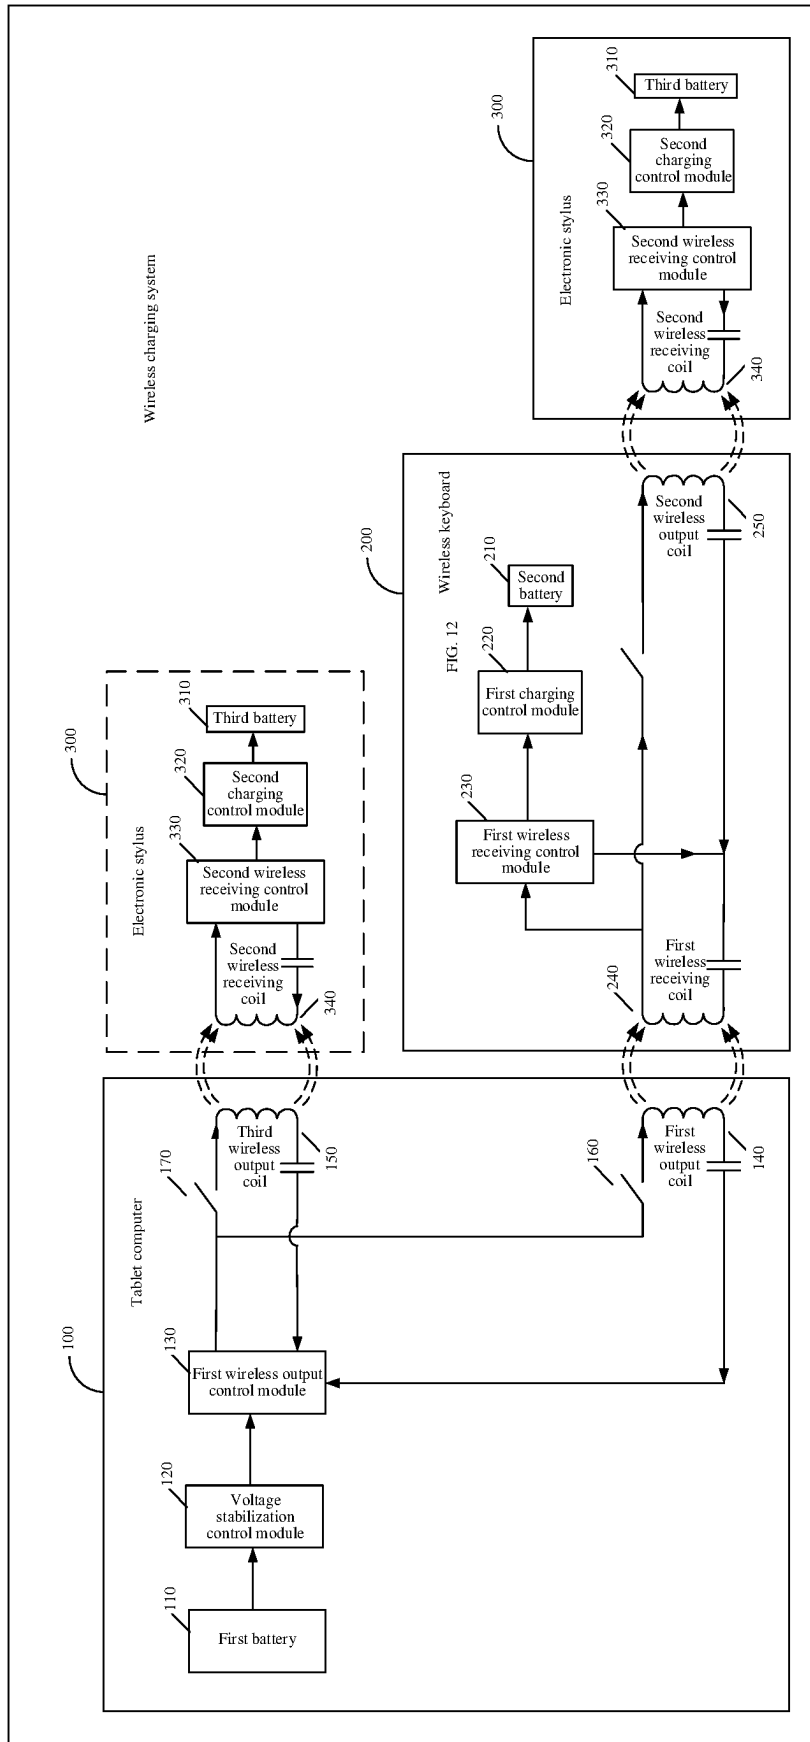 Wireless charging system
300
Electronic stylus
310
Third battery
320
Second
charging
control module
330
Second wireless
receiving control
module
Second
wireless
receiving
coil
340
200
Wireless keyboard
FIG. 12
210
Second
battery
220
First charging
control module
230
First wireless
receiving control
module
Second
wireless
output
coil
250
240
First
wireless
receiving
coil
300
Electronic stylus
310
Third battery
320
Second
charging
control module
330
Second wireless
receiving control
module
Second
wireless
receiving
coil
340
100
Tablet computer
170
Third
wireless
output
coil
150
160
First
wireless
output
coil
140
130
First wireless output
control module
120
Voltage
stabilization
control module
110
First battery